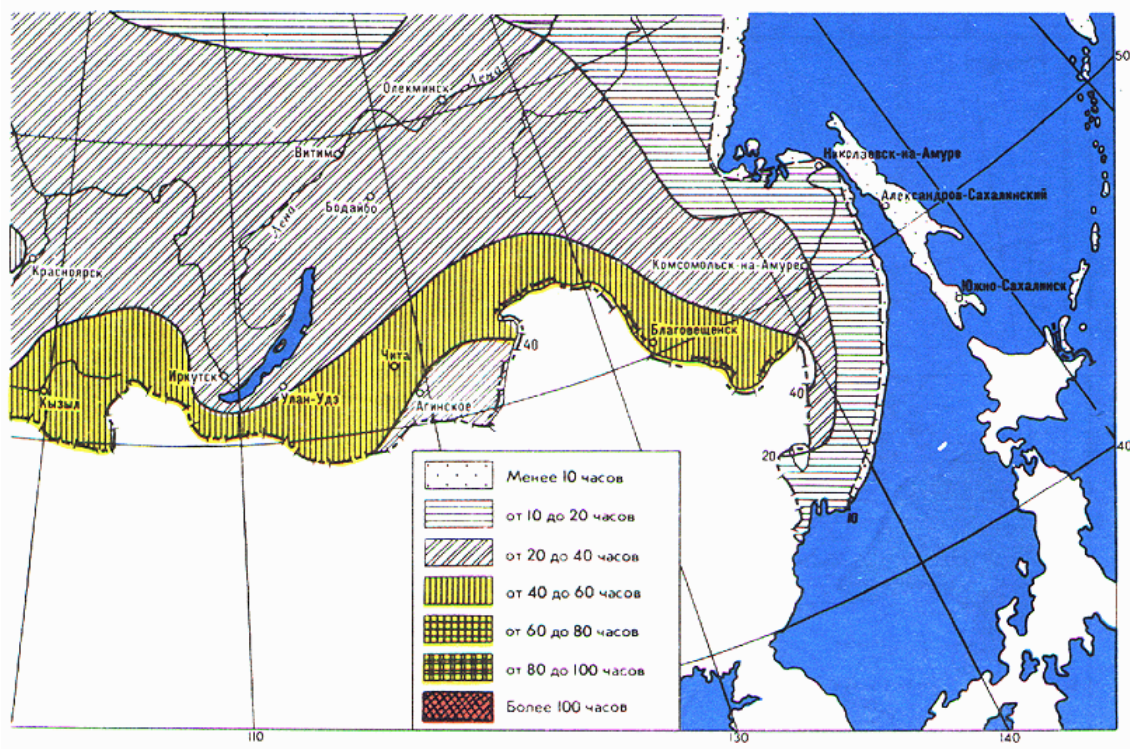 50
Лена
Олекминск
Николаевск-на-Амуре
Витим
Александров-Сахалинский
Бодайбо
Лена
Красноярск
Комсомольск-на-Амуре
Южно-Сахалинск
Благовещенск
40
Чита
Иркутск
Улан-Удэ
Агинское
40
Кызыл
40
20
10
Менее 10 часов
от 10 до 20 часов
от 20 до 40 часов
от 40 до 60 часов
от 60 до 80 часов
от 80 до 100 часов
Более 100 часов
110
130
140